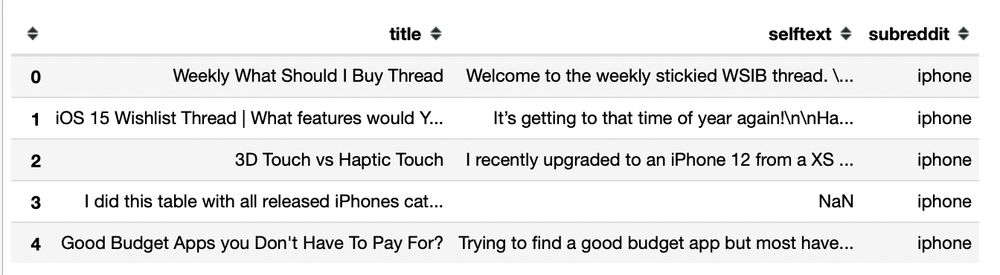 title selftext subreddit
0 Weekly What Should I Buy Thread Welcome to the weekly stickied WSIB thread. \... iphone
1 iOS 15 Wishlist Thread | What features would Y... It’s getting to that time of year again!\n\nHa... iphone
2 3D Touch vs Haptic Touch I recently upgraded to an iPhone 12 from a XS ... iphone
3 I did this table with all released iPhones cat... NaN iphone
4 Good Budget Apps you Don't Have To Pay For? Trying to find a good budget app but most have... iphone